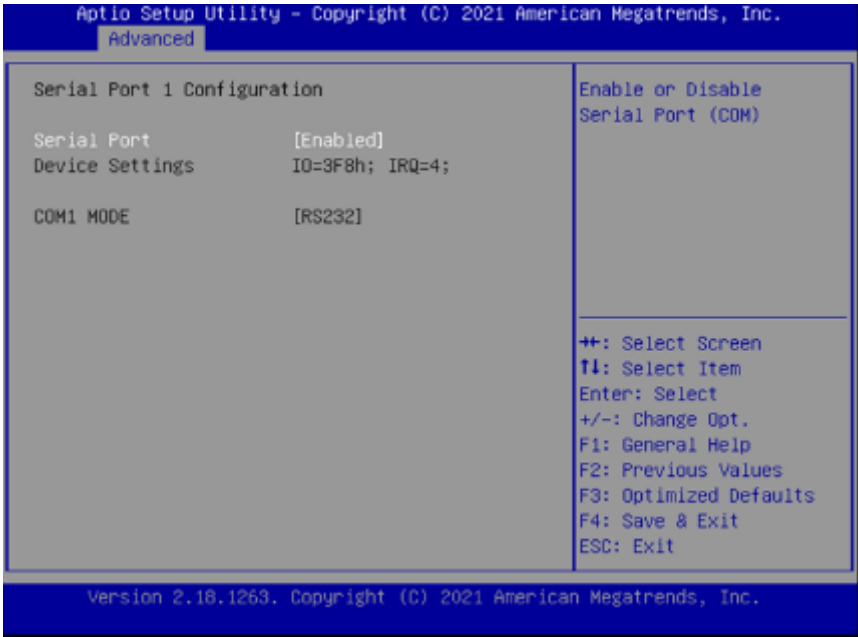 Aptio Setup Utility – Copyright (C) 2021 American Megatrends, Inc.
Advanced
Serial Port 1 Configuration
Serial Port [Enabled]
Device Settings IO=3F8h; IRQ=4;
COM1 MODE [RS232]
Enable or Disable
Serial Port (COM)
→←: Select Screen
↑↓: Select Item
Enter: Select
+/-: Change Opt.
F1: General Help
F2: Previous Values
F3: Optimized Defaults
F4: Save & Exit
ESC: Exit
Version 2.18.1263. Copyright (C) 2021 American Megatrends, Inc.